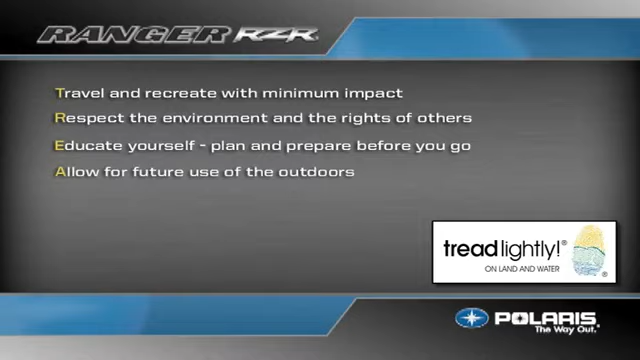 RANGER RZR
Travel and recreate with minimum impact
Respect the environment and the rights of others
Educate yourself - plan and prepare before you go
Allow for future use of the outdoors
treadlightly!®
ON LAND AND WATER
®
POLARIS
The Way Out.